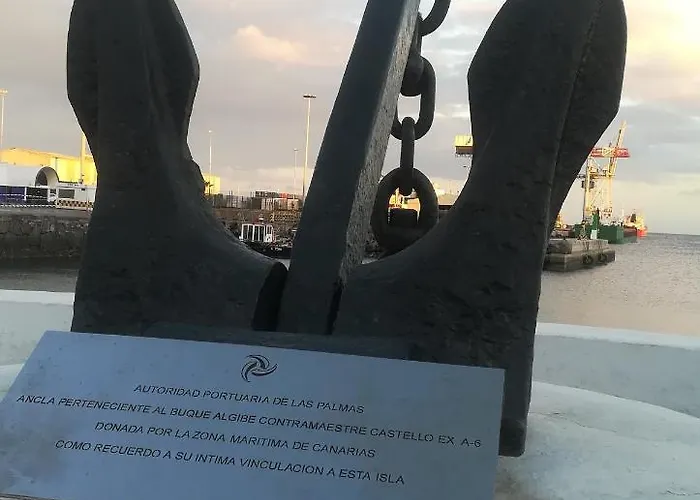 AUTORIDAD PORTUARIA DE LAS PALMAS
ANCLA PERTENECIENTE AL BUQUE ALGIBE CONTRAMAESTRE CASTELLO EX A-6
DONADA POR LA ZONA MARITIMA DE CANARIAS
COMO RECUERDO A SU INTIMA VINCULACION A ESTA ISLA